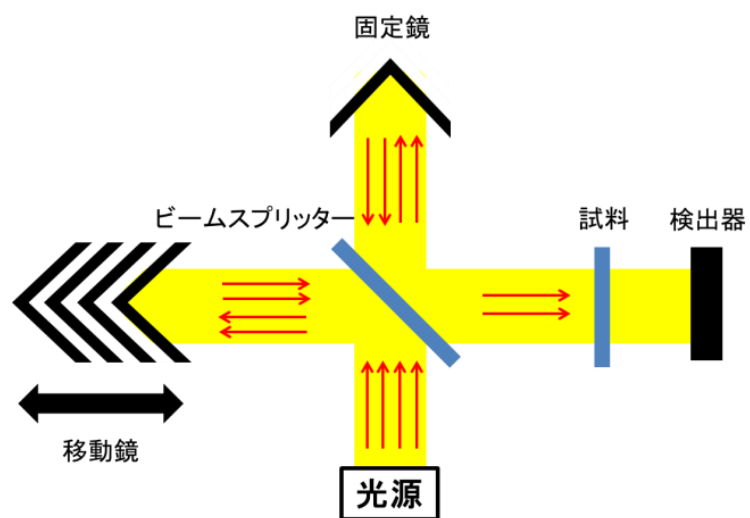 固定鏡
ビームスプリッター
試料
検出器
移動鏡
光源